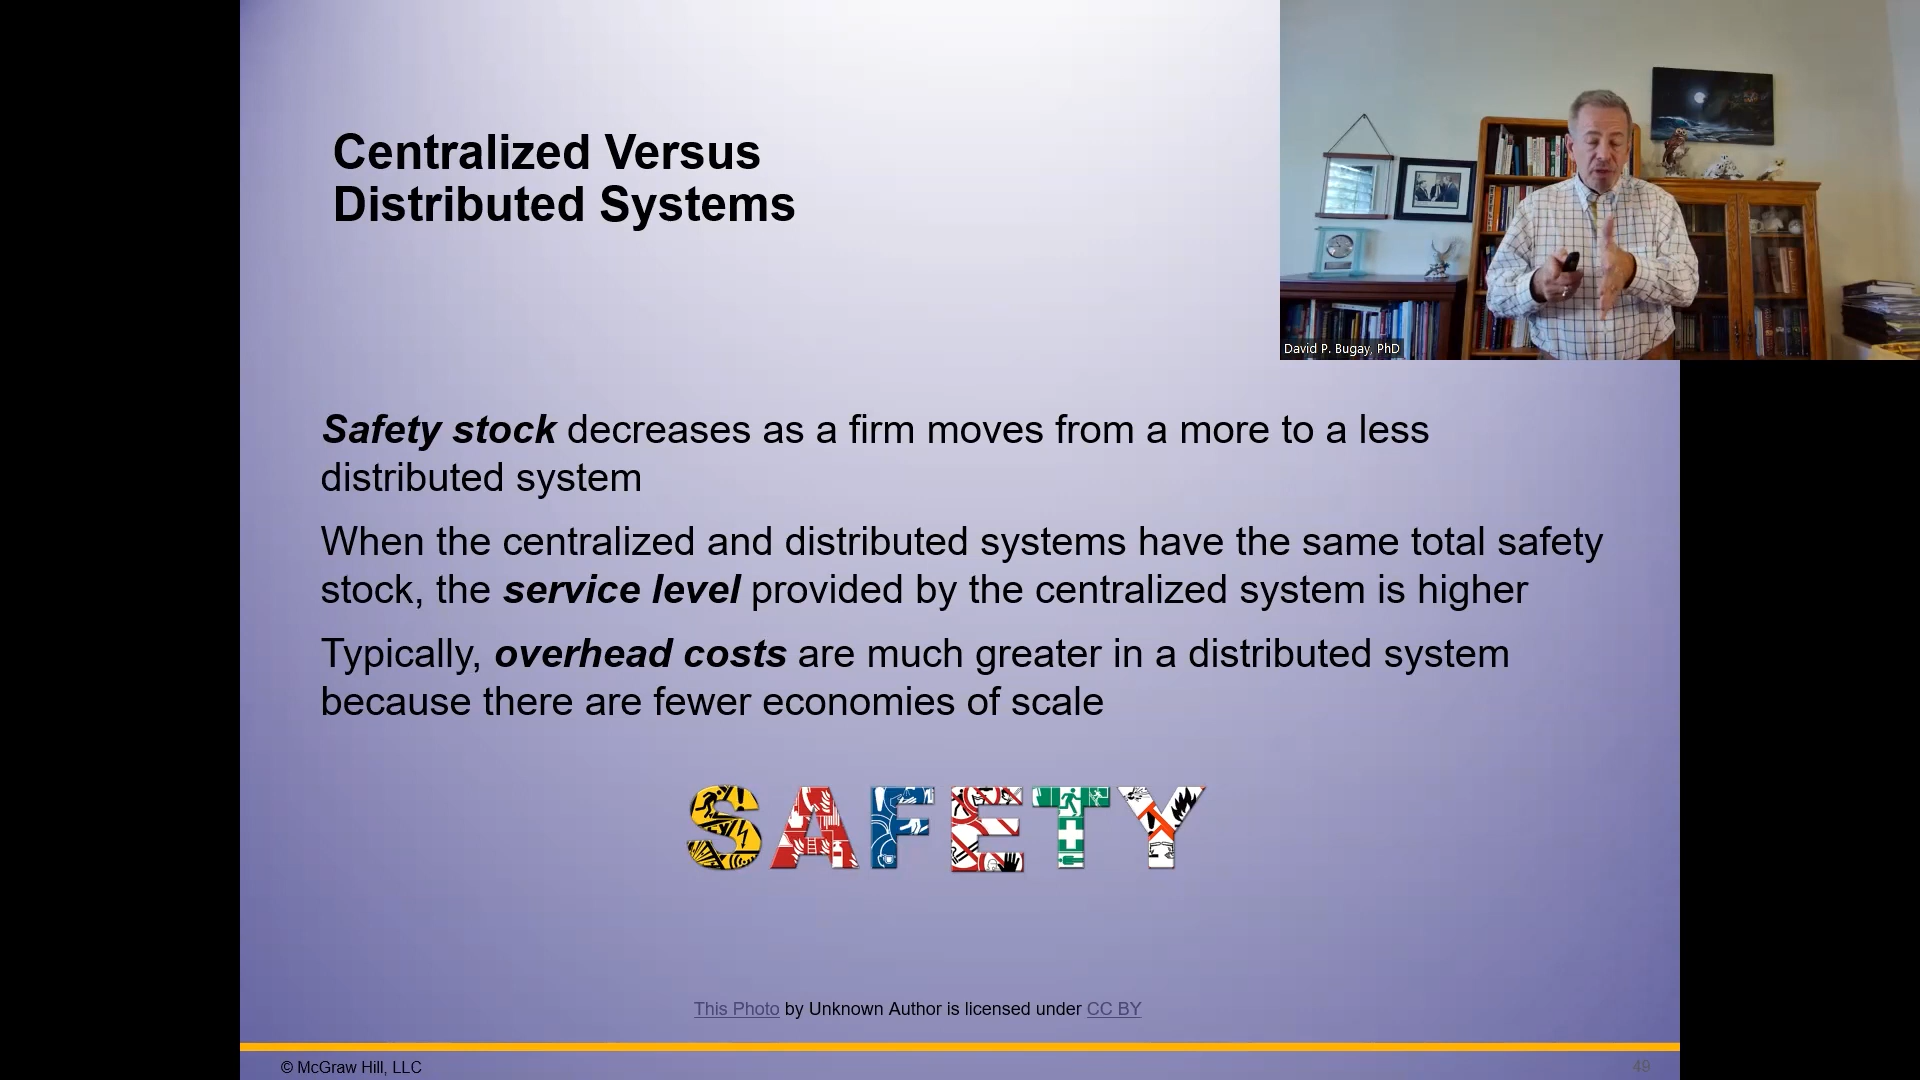 Centralized Versus
Distributed Systems
David P. Bugay, PhD
Safety stock decreases as a firm moves from a more to a less
distributed system
When the centralized and distributed systems have the same total safety
stock, the service level provided by the centralized system is higher
Typically, overhead costs are much greater in a distributed system
because there are fewer economies of scale
SAFETY
This Photo by Unknown Author is licensed under CC BY
© McGraw Hill, LLC
49